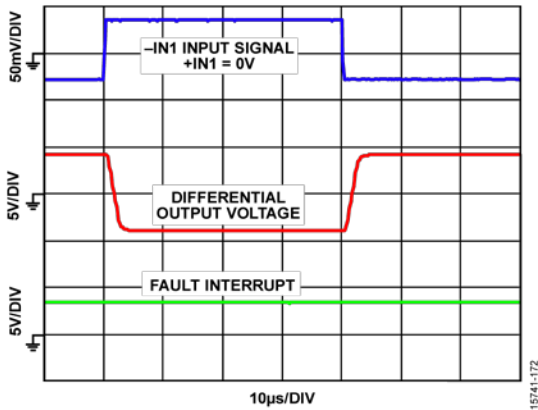 50mV/DIV
–IN1 INPUT SIGNAL
+IN1 = 0V
5V/DIV
DIFFERENTIAL
OUTPUT VOLTAGE
5V/DIV
FAULT INTERRUPT
10µs/DIV
15741-172